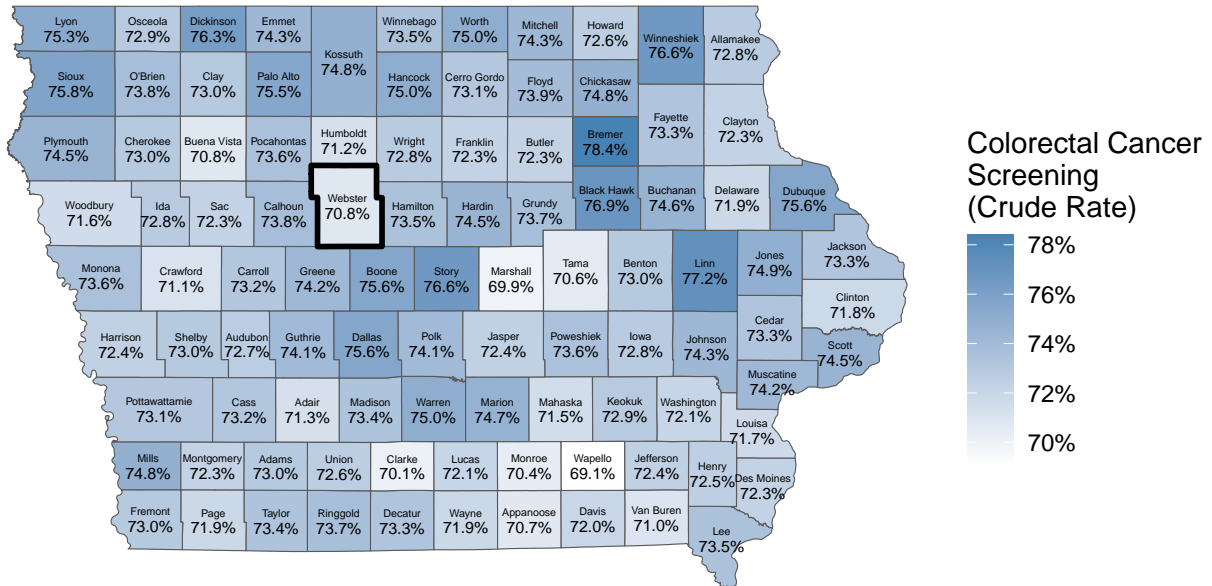 Lyon
75.3%
Osceola
72.9%
Dickinson
76.3%
Emmet
74.3%
Kossuth
74.8%
Winnebago
73.5%
Worth
75.0%
Mitchell
74.3%
Howard
72.6%
Winneshiek
76.6%
Allamakee
72.8%
Sioux
75.8%
O'Brien
73.8%
Clay
73.0%
Palo Alto
75.5%
Hancock
75.0%
Cerro Gordo
73.1%
Floyd
73.9%
Chickasaw
74.8%
Fayette
73.3%
Clayton
72.3%
Plymouth
74.5%
Cherokee
73.0%
Buena Vista
70.8%
Pocahontas
73.6%
Humboldt
71.2%
Wright
72.8%
Franklin
72.3%
Butler
72.3%
Bremer
78.4%
Woodbury
71.6%
Ida
72.8%
Sac
72.3%
Calhoun
73.8%
Webster
70.8%
Hamilton
73.5%
Hardin
74.5%
Grundy
73.7%
Black Hawk
76.9%
Buchanan
74.6%
Delaware
71.9%
Dubuque
75.6%
Monona
73.6%
Crawford
71.1%
Carroll
73.2%
Greene
74.2%
Boone
75.6%
Story
76.6%
Marshall
69.9%
Tama
70.6%
Benton
73.0%
Linn
77.2%
Jones
74.9%
Jackson
73.3%
Clinton
71.8%
Harrison
72.4%
Shelby
73.0%
Audubon
72.7%
Guthrie
74.1%
Dallas
75.6%
Polk
74.1%
Jasper
72.4%
Poweshiek
73.6%
Iowa
72.8%
Johnson
74.3%
Cedar
73.3%
Scott
74.5%
Muscatine
74.2%
Pottawattamie
73.1%
Cass
73.2%
Adair
71.3%
Madison
73.4%
Warren
75.0%
Marion
74.7%
Mahaska
71.5%
Keokuk
72.9%
Washington
72.1%
Louisa
71.7%
Mills
74.8%
Montgomery
72.3%
Adams
73.0%
Union
72.6%
Clarke
70.1%
Lucas
72.1%
Monroe
70.4%
Wapello
69.1%
Jefferson
72.4%
Henry
72.5%
Des Moines
72.3%
Fremont
73.0%
Page
71.9%
Taylor
73.4%
Ringgold
73.7%
Decatur
73.3%
Wayne
71.9%
Appanoose
70.7%
Davis
72.0%
Van Buren
71.0%
Lee
73.5%
Colorectal Cancer
Screening
(Crude Rate)
78%
76%
74%
72%
70%